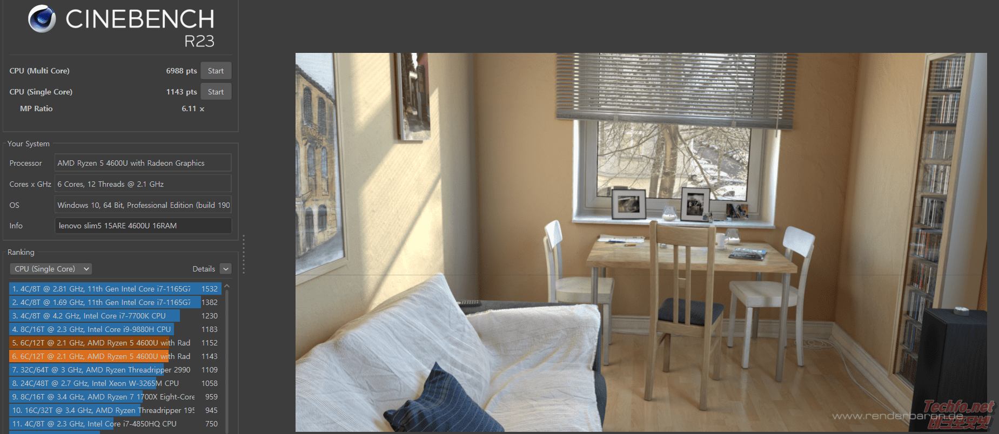 CINEBENCH
R23
CPU (Multi Core) 6988 pts Start
CPU (Single Core) 1143 pts Start
MP Ratio 6.11 x
Your System
Processor AMD Ryzen 5 4600U with Radeon Graphics
Cores x GHz 6 Cores, 12 Threads @ 2.1 GHz
OS Windows 10, 64 Bit, Professional Edition (build 190
Info lenovo slim5 15ARE 4600U 16RAM
Ranking
CPU (Single Core) Details
1. 4C/8T @ 2.81 GHz, 11th Gen Intel Core i7-1165G7 1532
2. 4C/8T @ 1.69 GHz, 11th Gen Intel Core i7-1165G7 1382
3. 4C/8T @ 4.2 GHz, Intel Core i7-7700K CPU 1230
4. 8C/16T @ 2.3 GHz, Intel Core i9-9880H CPU 1183
5. 6C/12T @ 2.1 GHz, AMD Ryzen 5 4600U with Rad 1152
6. 6C/12T @ 2.1 GHz, AMD Ryzen 5 4600U with Rad 1143
7. 32C/64T @ 3 GHz, AMD Ryzen Threadripper 2990 1109
8. 24C/48T @ 2.7 GHz, Intel Xeon W-3265M CPU 1058
9. 8C/16T @ 3.4 GHz, AMD Ryzen 7 1700X Eight-Core 959
10. 16C/32T @ 3.4 GHz, AMD Ryzen Threadripper 195 945
11. 4C/8T @ 2.3 GHz, Intel Core i7-4850HQ CPU 750
www.renderbaron.de
Techfo.net
테크포닷넷